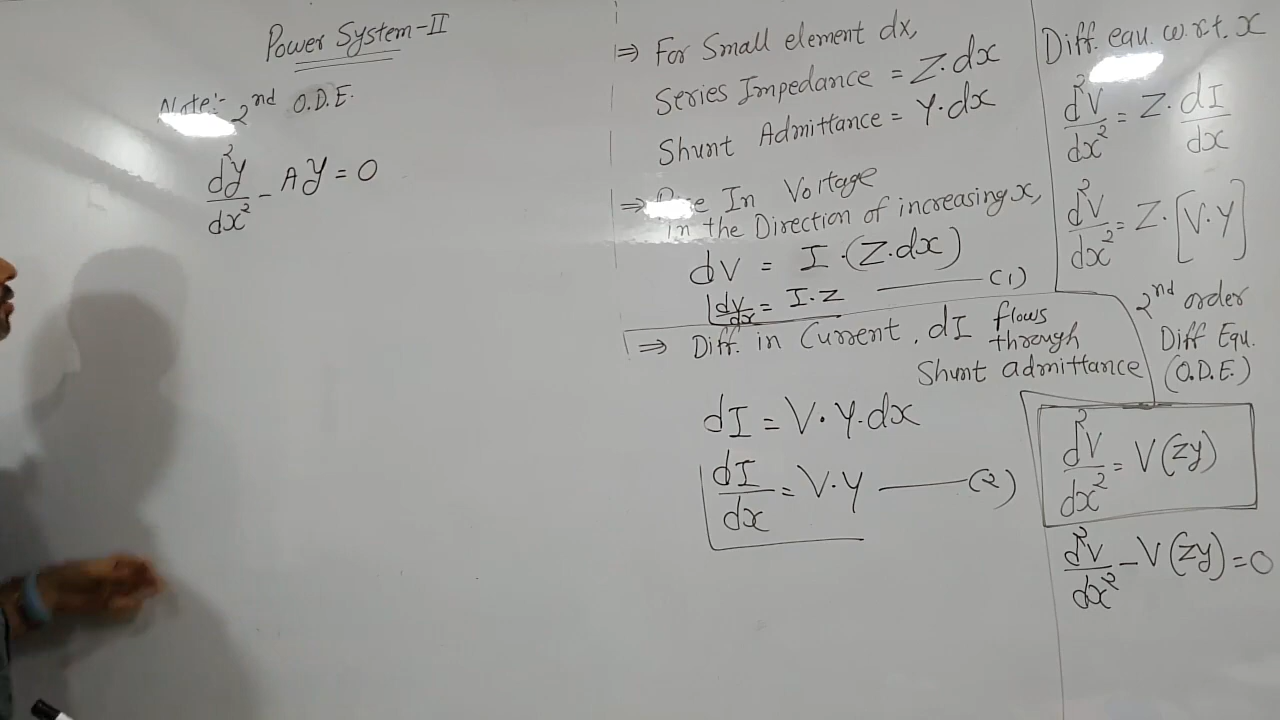 Power System-II
Note:- 2nd O.D.E.
d²y/dx² - Ay = 0
⇒ For Small element dx,
Series Impedance = Z.dx
Shunt Admittance = Y.dx
⇒ In Voltage
in the Direction of increasing x,
dV = I.(Z.dx)
dV/dx = I.Z —— (1)
⇒ Diff. in Current, dI flows
through
Shunt admittance
dI = V.Y.dx
dI/dx = V.Y —— (2)
Diff. equ. w.r.t. x
d²V/dx² = Z. dI/dx
d²V/dx² = Z.[V.Y]
2nd order
Diff Equ.
(O.D.E.)
d²V/dx² = V(zy)
d²V/dx² - V(zy) = 0